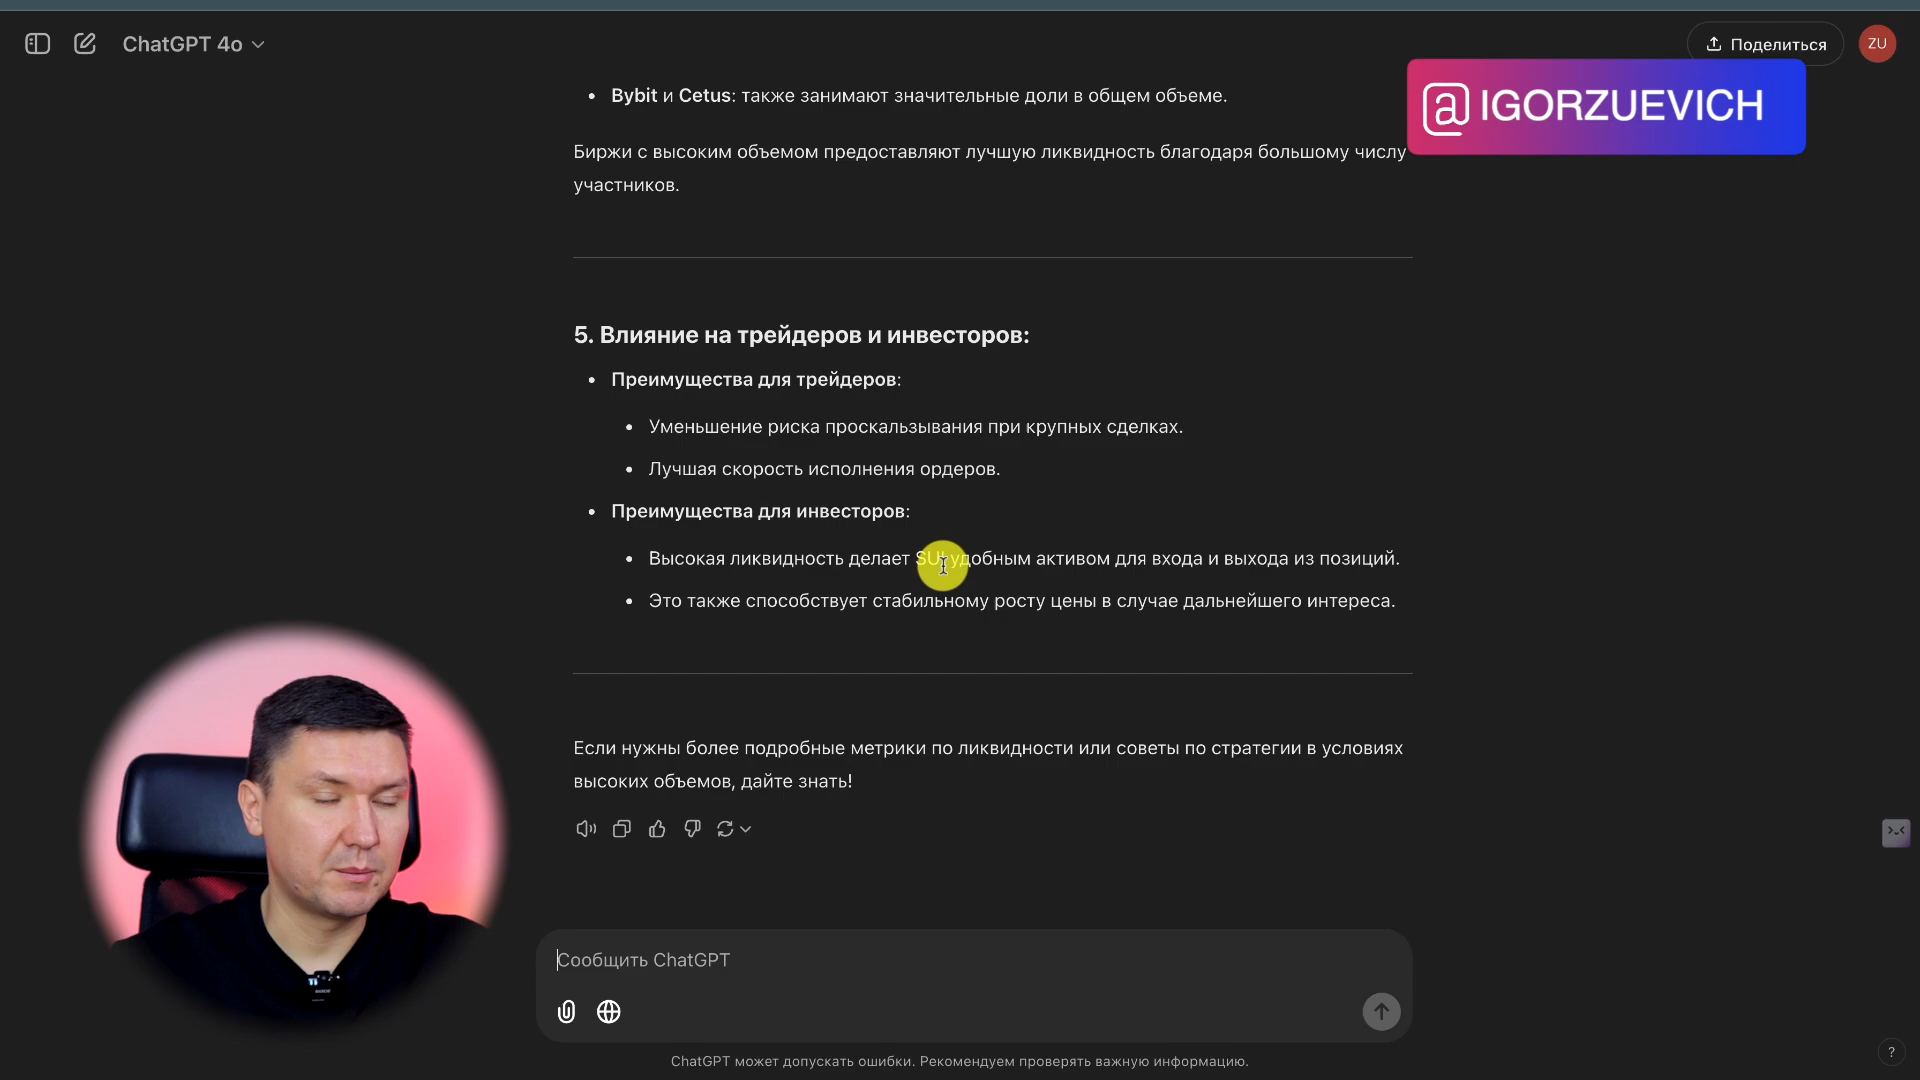 ChatGPT 4o
Поделиться
ZU
@IGORZUEVICH
Bybit и Cetus: также занимают значительные доли в общем объеме.
Биржи с высоким объемом предоставляют лучшую ликвидность благодаря большому числу
участников.
5. Влияние на трейдеров и инвесторов:
Преимущества для трейдеров:
Уменьшение риска проскальзывания при крупных сделках.
Лучшая скорость исполнения ордеров.
Преимущества для инвесторов:
Высокая ликвидность делает SUI удобным активом для входа и выхода из позиций.
Это также способствует стабильному росту цены в случае дальнейшего интереса.
Если нужны более подробные метрики по ликвидности или советы по стратегии в условиях
высоких объемов, дайте знать!
Сообщить ChatGPT
ChatGPT может допускать ошибки. Рекомендуем проверять важную информацию.
?